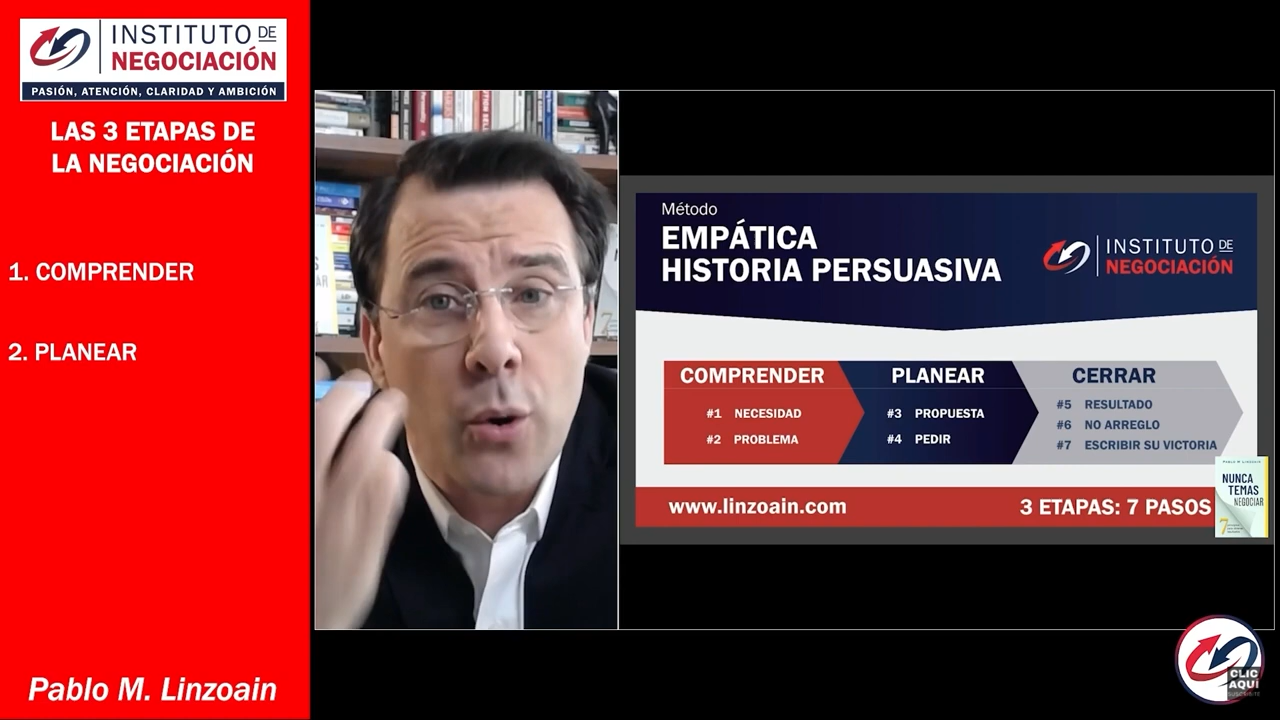 INSTITUTO DE
NEGOCIACIÓN
PASIÓN, ATENCIÓN, CLARIDAD Y AMBICIÓN
LAS 3 ETAPAS DE
LA NEGOCIACIÓN
1. COMPRENDER
2. PLANEAR
Pablo M. Linzoain
Método
EMPÁTICA
HISTORIA PERSUASIVA
INSTITUTO DE
NEGOCIACIÓN
COMPRENDER
#1 NECESIDAD
#2 PROBLEMA
PLANEAR
#3 PROPUESTA
#4 PEDIR
CERRAR
#5 RESULTADO
#6 NO ARREGLO
#7 ESCRIBIR SU VICTORIA
www.linzoain.com
3 ETAPAS: 7 PASOS
PABLO M LINZOAIN
NUNCA
TEMAS
NEGOCIAR
7
CLIC
AQUÍ